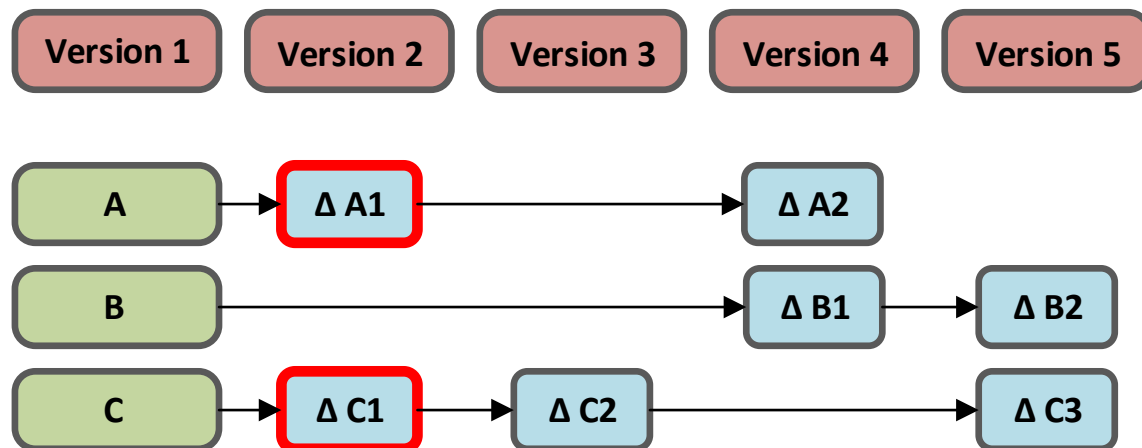 Version 1 Version 2 Version 3 Version 4 Version 5
A Δ A1 Δ A2
B Δ B1 Δ B2
C Δ C1 Δ C2 Δ C3